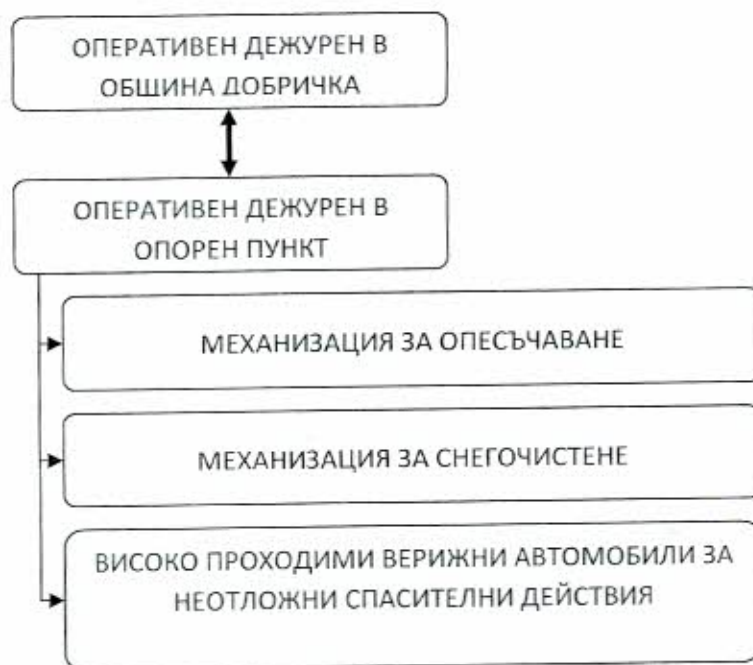 ОПЕРАТИВЕН ДЕЖУРЕН В
ОБЩИНА ДОБРИЧКА
ОПЕРАТИВЕН ДЕЖУРЕН В
ОПОРЕН ПУНКТ
МЕХАНИЗАЦИЯ ЗА ОПЕСЪЧАВАНЕ
МЕХАНИЗАЦИЯ ЗА СНЕГОЧИСТЕНЕ
ВИСОКО ПРОХОДИМИ ВЕРИЖНИ АВТОМОБИЛИ ЗА
НЕОТЛОЖНИ СПАСИТЕЛНИ ДЕЙСТВИЯ